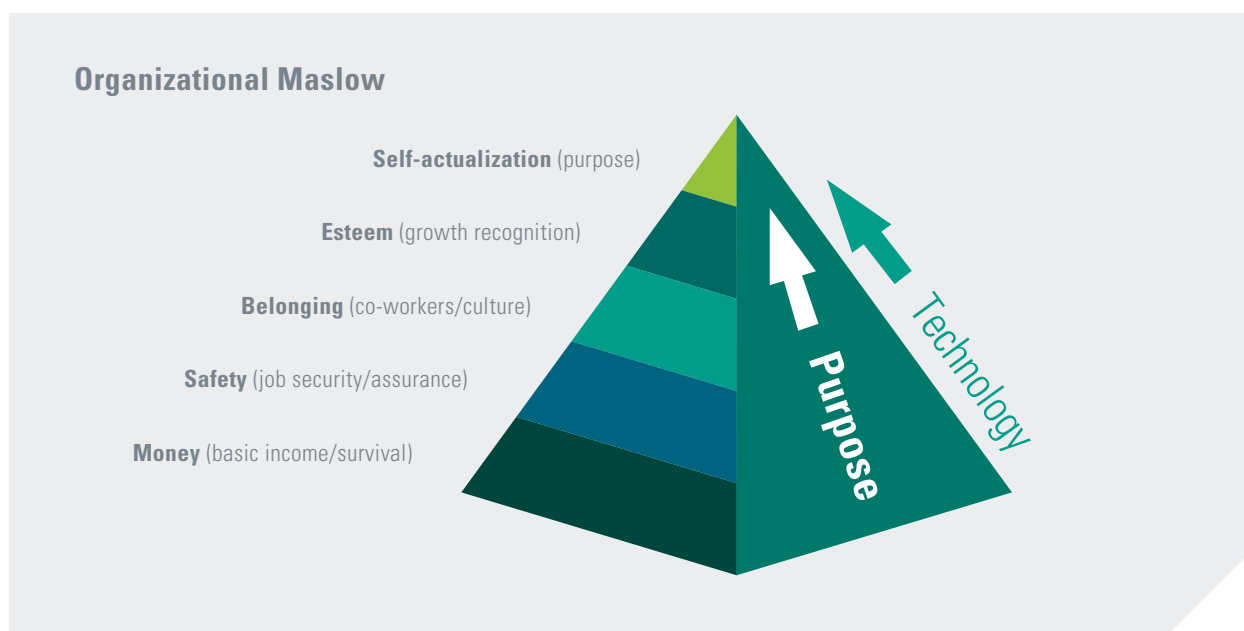 Organizational Maslow
Self-actualization (purpose)
Esteem (growth recognition)
Belonging (co-workers/culture)
Safety (job security/assurance)
Money (basic income/survival)
Purpose
Technology